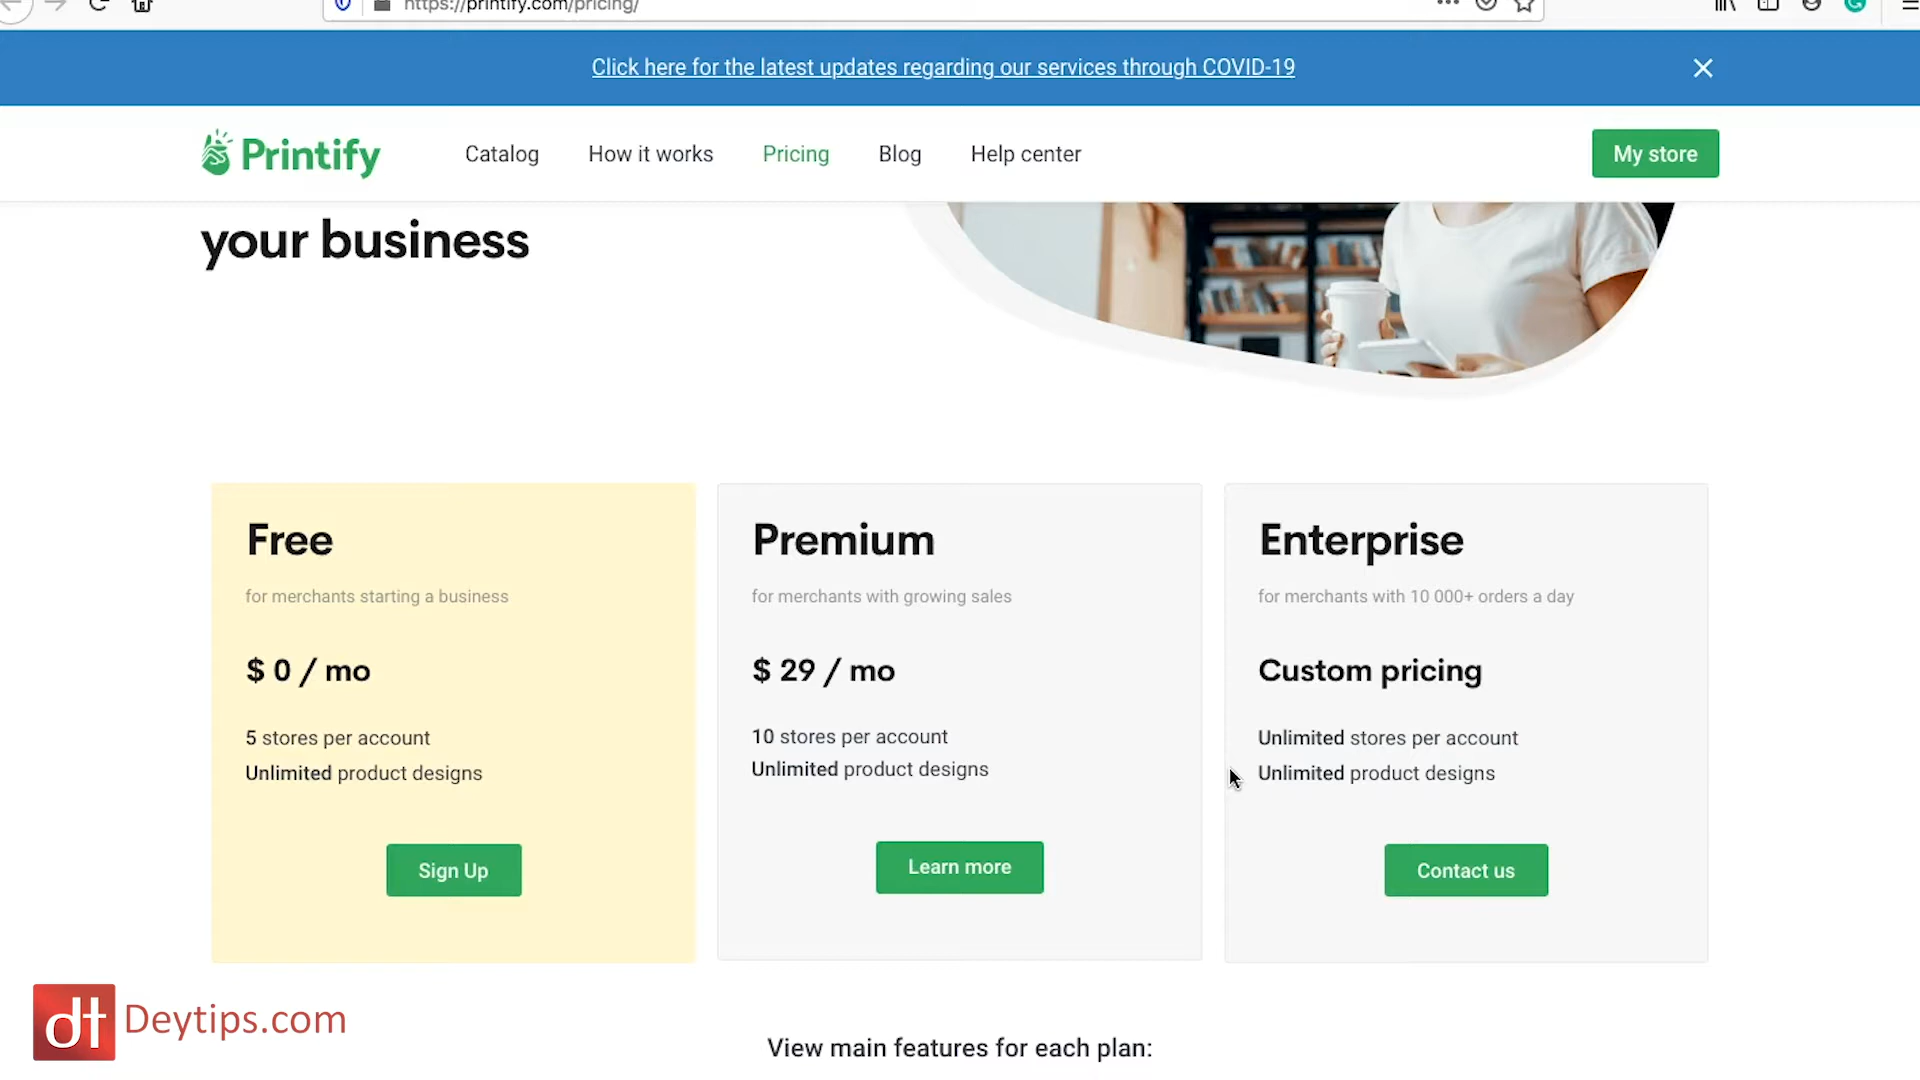 https://printify.com/pricing/
Click here for the latest updates regarding our services through COVID-19
Printify
Catalog
How it works
Pricing
Blog
Help center
My store
your business
Free
for merchants starting a business
$ 0 / mo
5 stores per account
Unlimited product designs
Sign Up
Premium
for merchants with growing sales
$ 29 / mo
10 stores per account
Unlimited product designs
Learn more
Enterprise
for merchants with 10 000+ orders a day
Custom pricing
Unlimited stores per account
Unlimited product designs
Contact us
dt Deytips.com
View main features for each plan: